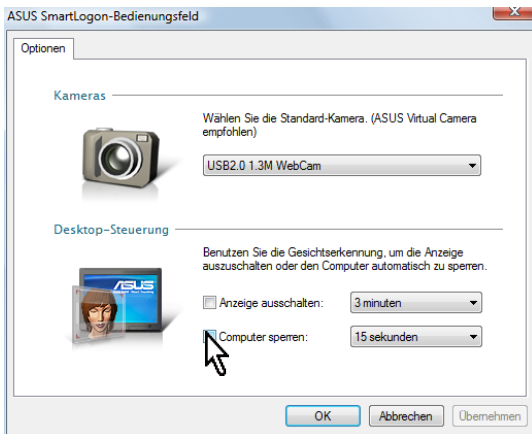 ASUS SmartLogon-Bedienungsfeld
Optionen
Kameras
Wählen Sie die Standard-Kamera. (ASUS Virtual Camera
empfohlen)
USB2.0 1.3M WebCam
Desktop-Steuerung
Benutzen Sie die Gesichtserkennung, um die Anzeige
auszuschalten oder den Computer automatisch zu sperren.
ASUS
Anzeige ausschalten: 3 minuten
Computer sperren: 15 sekunden
OK Abbrechen Übernehmen